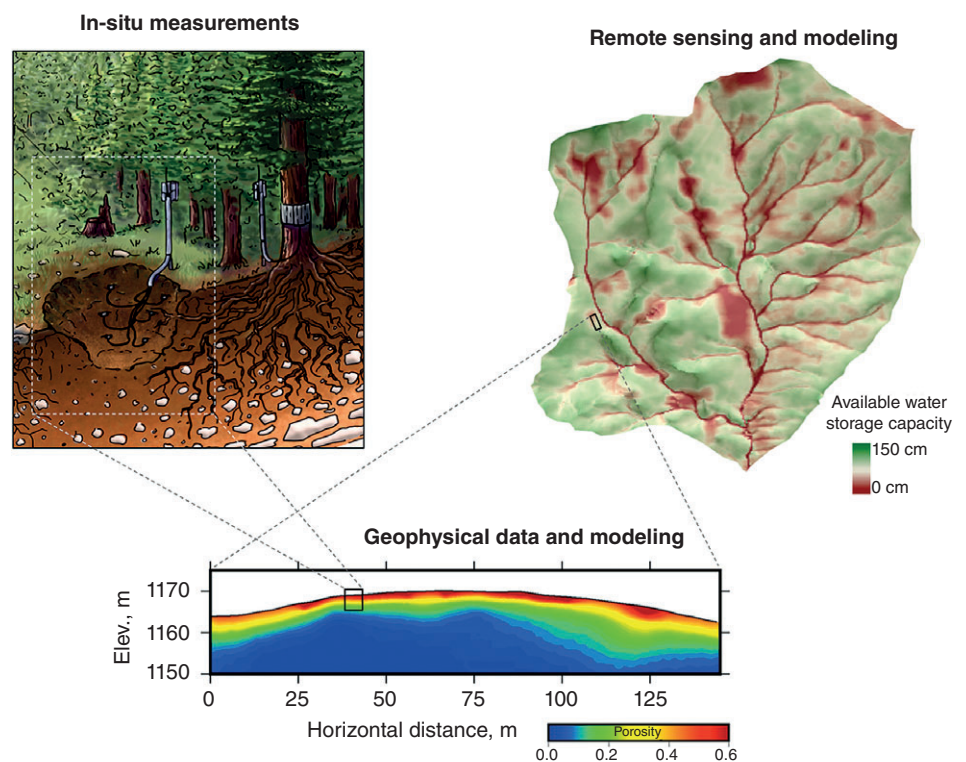 In-situ measurements
Remote sensing and modeling
Available water
storage capacity
150 cm
0 cm
Geophysical data and modeling
Elev., m
1170
1160
1150
0
25
50
75
100
125
Horizontal distance, m
Porosity
0.0
0.2
0.4
0.6